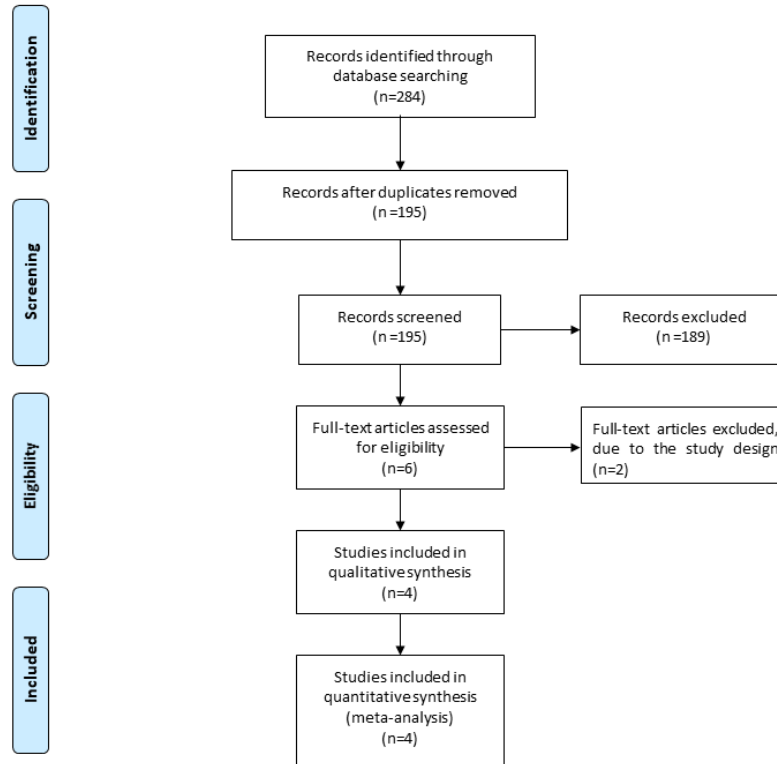 Identification
Records identified through
database searching
(n=284)
Records after duplicates removed
(n =195)
Screening
Records screened
(n=195)
Records excluded
(n=189)
Eligibility
Full-text articles assessed
for eligibility
(n=6)
Full-text articles excluded,
due to the study design
(n=2)
Studies included in
qualitative synthesis
(n=4)
Included
Studies included in
quantitative synthesis
(meta-analysis)
(n=4)